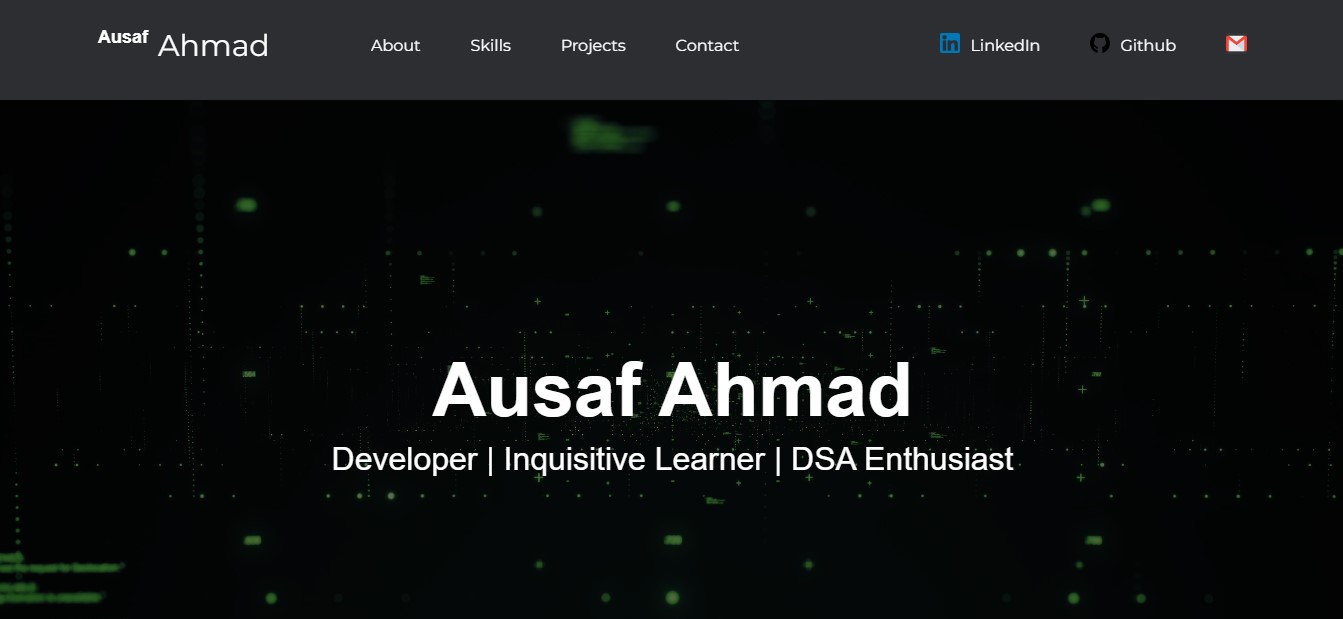 Ausaf Ahmad
About Skills Projects Contact LinkedIn Github
Ausaf Ahmad
Developer | Inquisitive Learner | DSA Enthusiast